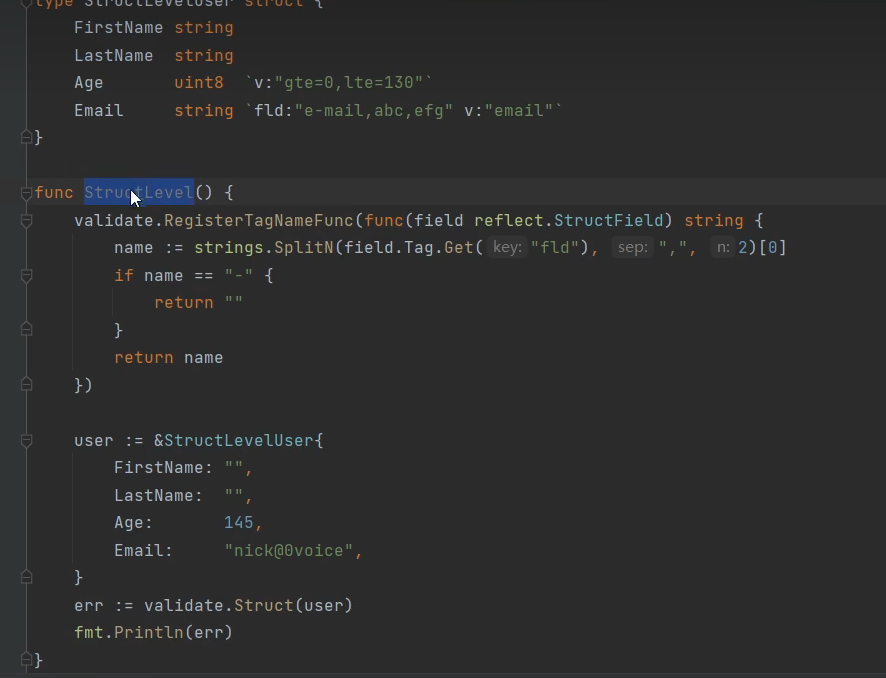 type StructLevelUser struct {
FirstName string
LastName string
Age uint8 `v:"gte=0,lte=130"`
Email string `fld:"e-mail,abc,efg" v:"email"`
}
func StructLevel() {
validate.RegisterTagNameFunc(func(field reflect.StructField) string {
name := strings.SplitN(field.Tag.Get( key: "fld"), sep: ",", n: 2)[0]
if name == "-" {
return ""
}
return name
})
user := &StructLevelUser{
FirstName: "",
LastName: "",
Age: 145,
Email: "nick@0voice",
}
err := validate.Struct(user)
fmt.Println(err)
}